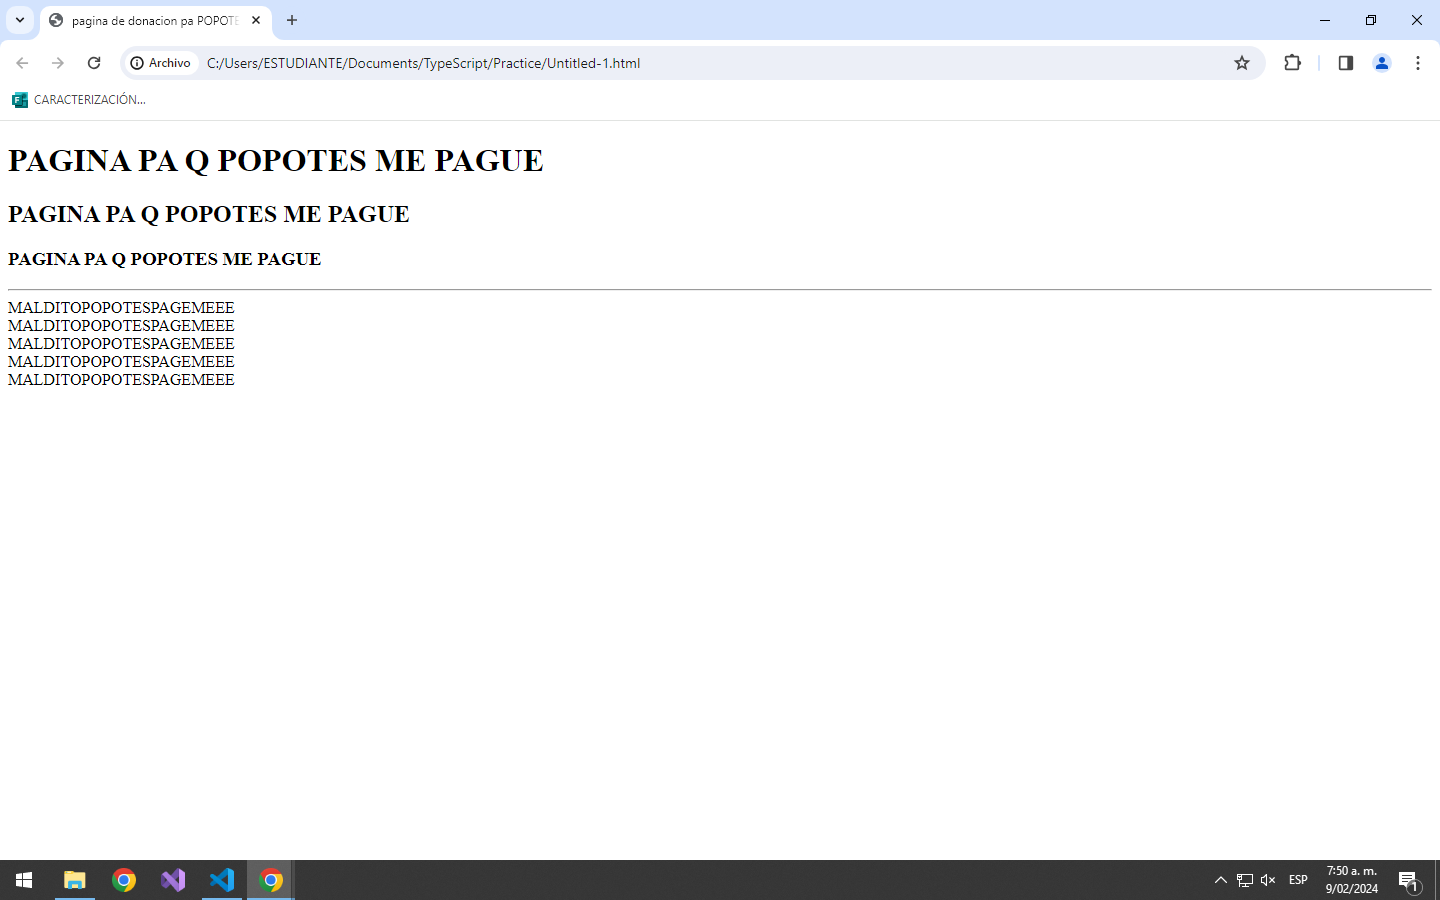 pagina de donacion pa POPOTE
Archivo
C:/Users/ESTUDIANTE/Documents/TypeScript/Practice/Untitled-1.html
CARACTERIZACIÓN...
PAGINA PA Q POPOTES ME PAGUE
PAGINA PA Q POPOTES ME PAGUE
PAGINA PA Q POPOTES ME PAGUE
MALDITOPOPOTESPAGEMEEE
MALDITOPOPOTESPAGEMEEE
MALDITOPOPOTESPAGEMEEE
MALDITOPOPOTESPAGEMEEE
MALDITOPOPOTESPAGEMEEE
ESP
7:50 a. m.
9/02/2024
1